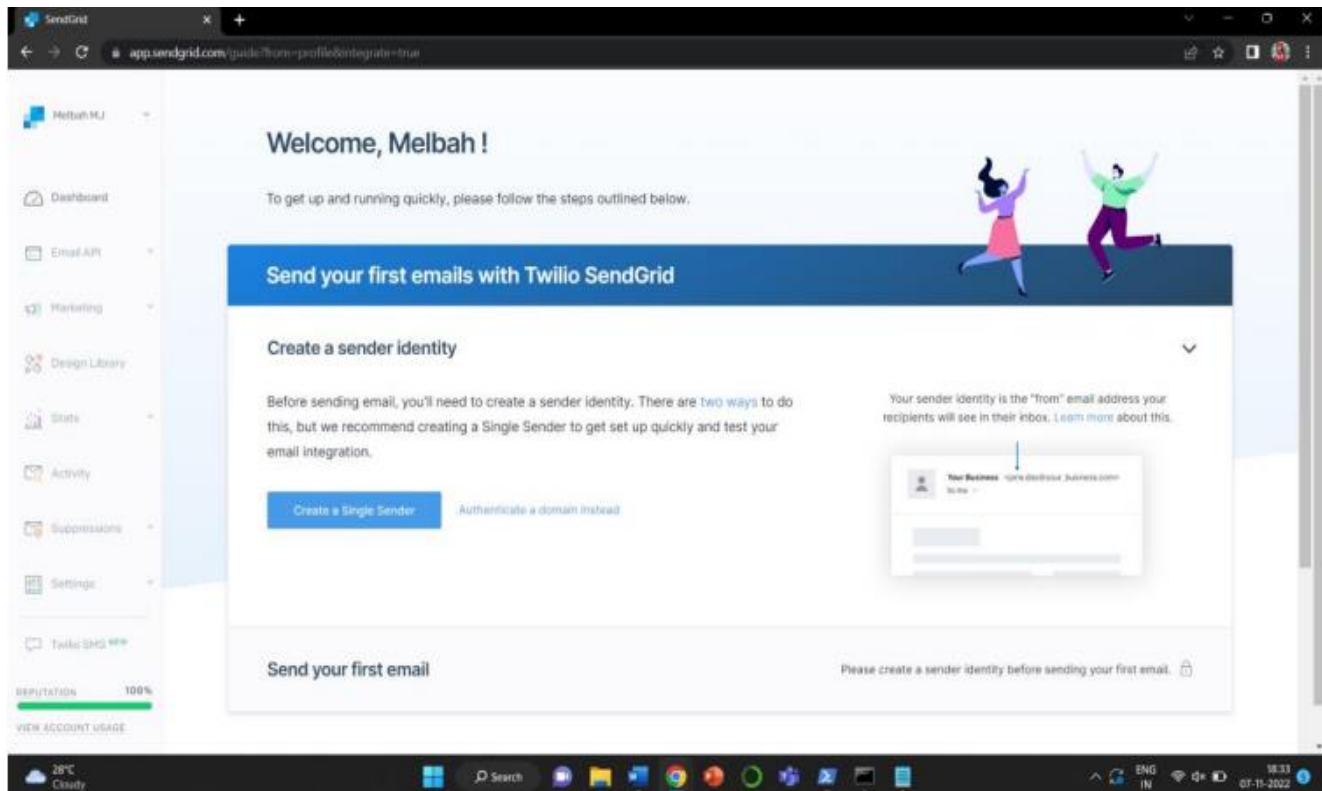 SendGrid
app.sendgrid.com/guide?from=profile&integrate=true
Melbah MJ
Welcome, Melbah !
To get up and running quickly, please follow the steps outlined below.
Dashboard
Email API
Marketing
Design Library
Stats
Activity
Suppressions
Settings
Twilio SMS NEW
REPUTATION 100%
VIEW ACCOUNT USAGE
Send your first emails with Twilio SendGrid
Create a sender identity
Before sending email, you'll need to create a sender identity. There are two ways to do
this, but we recommend creating a Single Sender to get set up quickly and test your
email integration.
Create a Single Sender
Authenticate a domain instead
Your sender identity is the "from" email address your
recipients will see in their inbox. Learn more about this.
Your Business
to me
Send your first email
Please create a sender identity before sending your first email.
28°C
Cloudy
Search
ENG
IN
18:33
07-11-2022